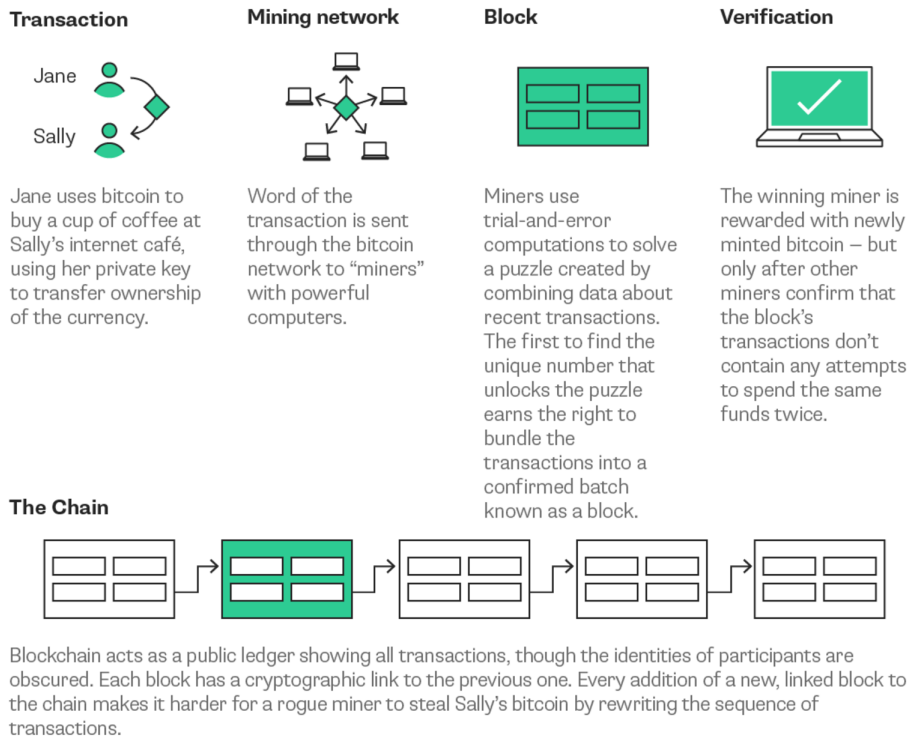 Transaction
Jane
Sally
Jane uses bitcoin to
buy a cup of coffee at
Sally’s internet café,
using her private key
to transfer ownership
of the currency.
Mining network
Word of the
transaction is sent
through the bitcoin
network to “miners”
with powerful
computers.
Block
Miners use
trial-and-error
computations to solve
a puzzle created by
combining data about
recent transactions.
The first to find the
unique number that
unlocks the puzzle
earns the right to
bundle the
transactions into a
confirmed batch
known as a block.
Verification
The winning miner is
rewarded with newly
minted bitcoin — but
only after other
miners confirm that
the block’s
transactions don’t
contain any attempts
to spend the same
funds twice.
The Chain
Blockchain acts as a public ledger showing all transactions, though the identities of participants are
obscured. Each block has a cryptographic link to the previous one. Every addition of a new, linked block to
the chain makes it harder for a rogue miner to steal Sally’s bitcoin by rewriting the sequence of
transactions.